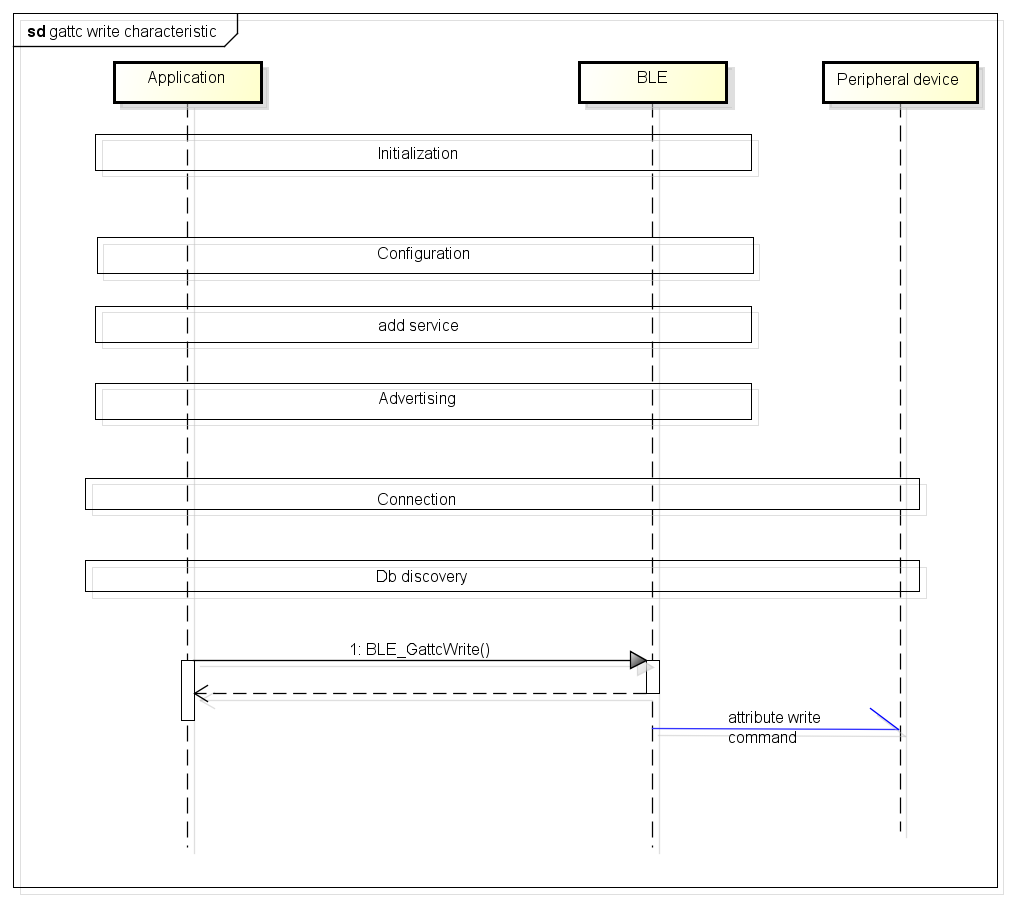 sd gattc write characteristic
Application
BLE
Peripheral device
Initialization
Configuration
add service
Advertising
Connection
Db discovery
1: BLE_GattcWrite()
attribute write
command